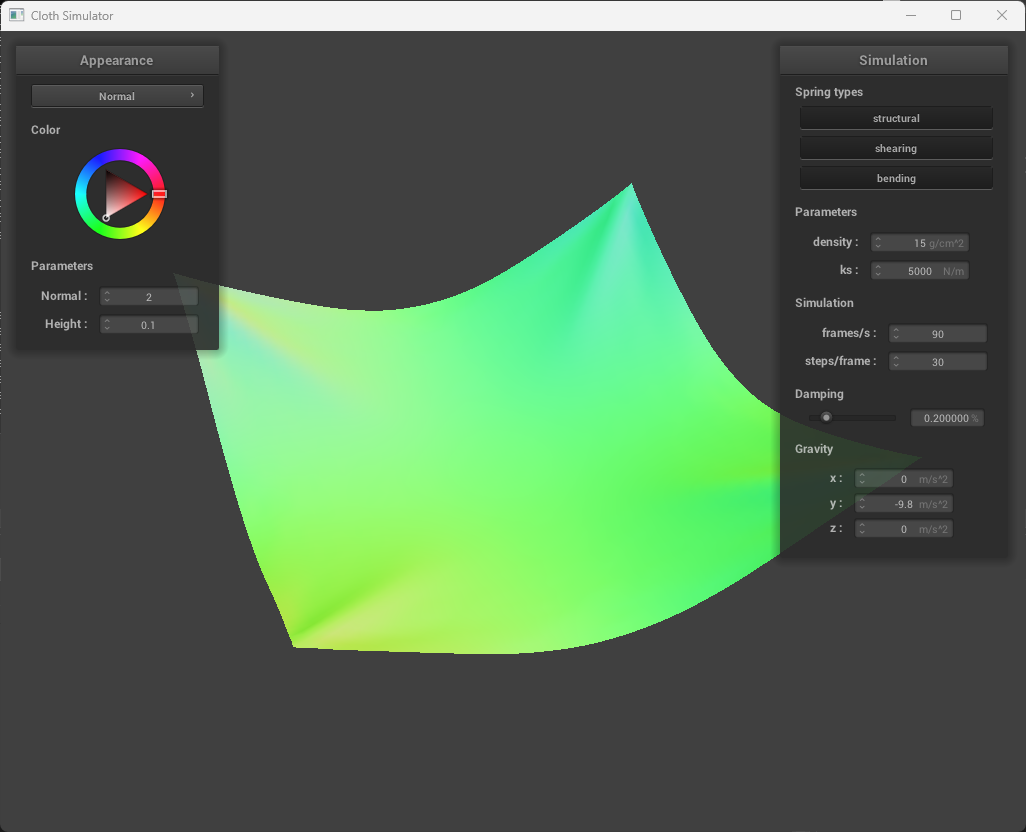 Cloth Simulator
Appearance
Normal
Color
Parameters
Normal : 2
Height : 0.1
Simulation
Spring types
structural
shearing
bending
Parameters
density : 15 g/cm^2
ks : 5000 N/m
Simulation
frames/s : 90
steps/frame : 30
Damping
0.200000 %
Gravity
x : 0 m/s^2
y : -9.8 m/s^2
z : 0 m/s^2